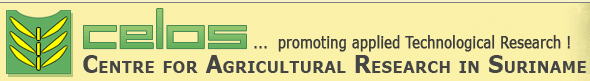 celos ... promoting applied Technological Research !
CENTRE FOR AGRICULTURAL RESEARCH IN SURINAME